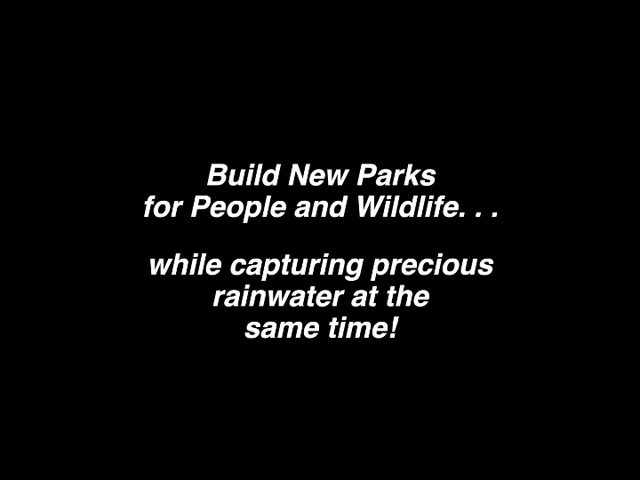 Build New Parks
for People and Wildlife. . .
while capturing precious
rainwater at the
same time!